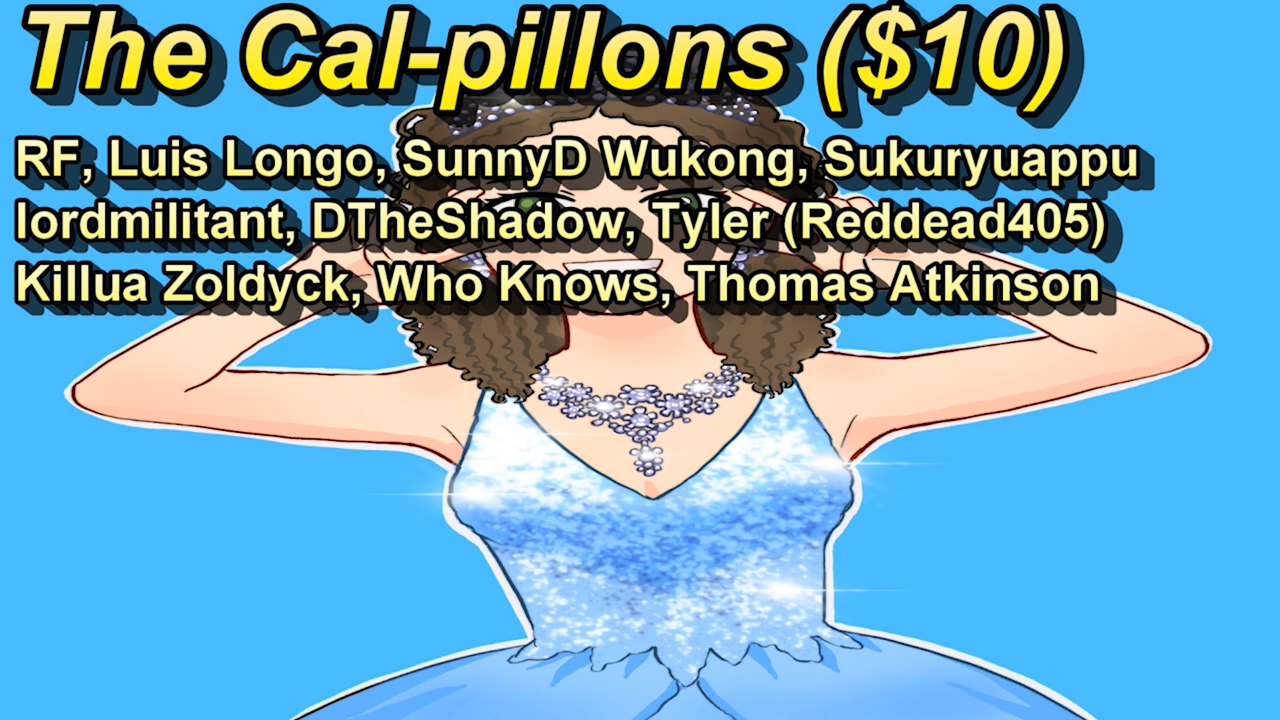 The Cal-pillons ($10)
RF, Luis Longo, SunnyD Wukong, Sukuryuappu
lordmilitant, DTheShadow, Tyler (Reddead405)
Killua Zoldyck, Who Knows, Thomas Atkinson